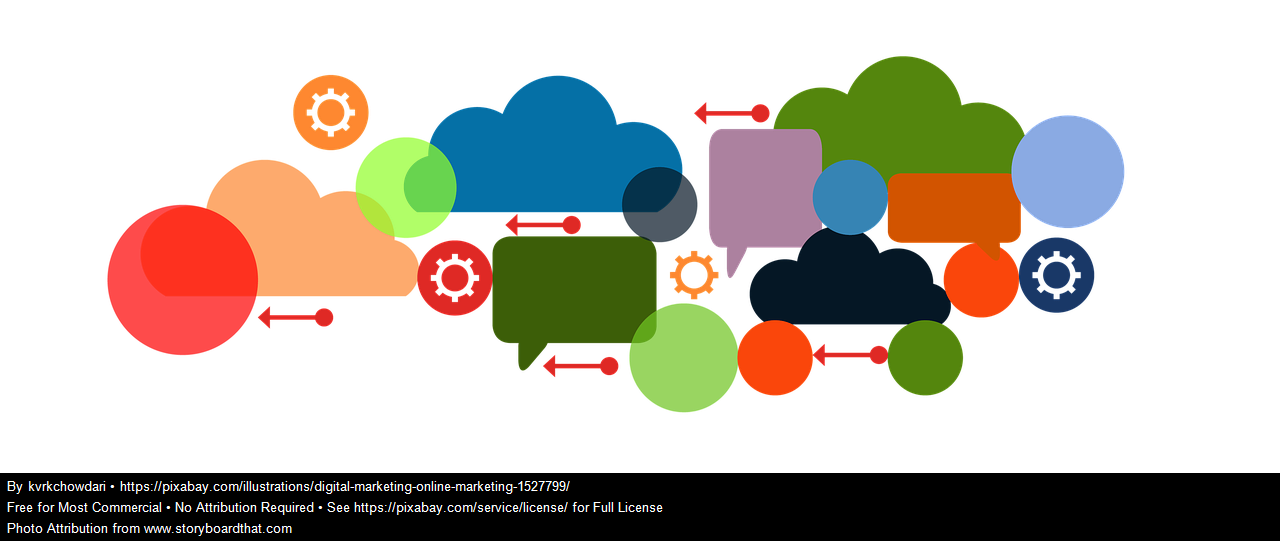 By kvrkchowdari • https://pixabay.com/illustrations/digital-marketing-online-marketing-1527799/
Free for Most Commercial • No Attribution Required • See https://pixabay.com/service/license/ for Full License
Photo Attribution from www.storyboardthat.com